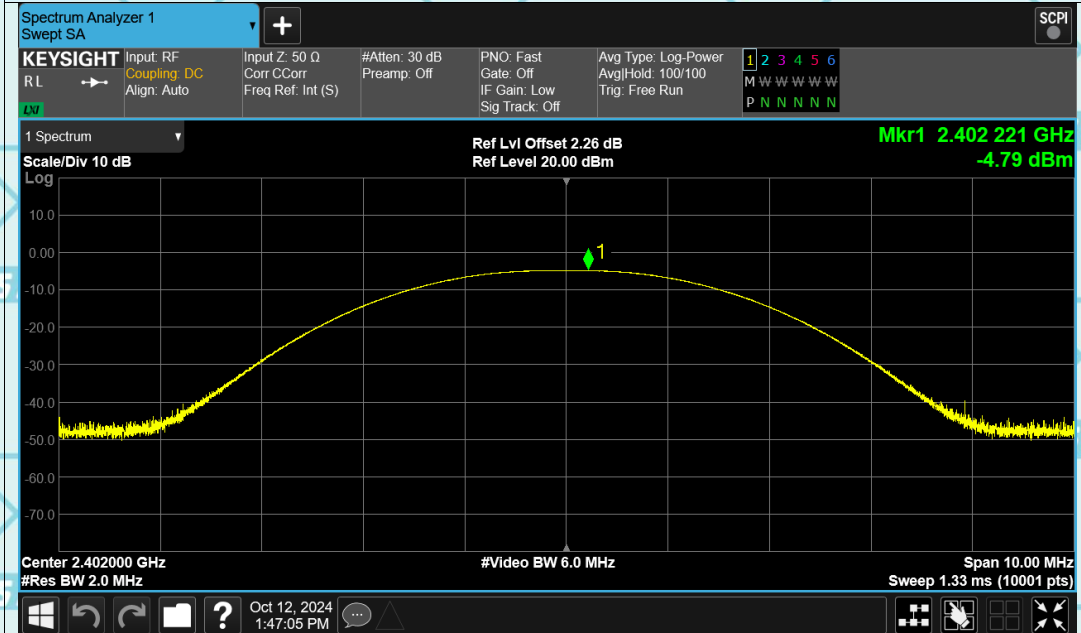 Spectrum Analyzer 1
Swept SA
+
SCPI
KEYSIGHT
RL
LXI
Input: RF
Coupling: DC
Align: Auto
Input Z: 50 Ω
Corr CCorr
Freq Ref: Int (S)
#Atten: 30 dB
Preamp: Off
PNO: Fast
Gate: Off
IF Gain: Low
Sig Track: Off
Avg Type: Log-Power
Avg|Hold: 100/100
Trig: Free Run
1 2 3 4 5 6
M W W W W W
P N N N N N
1 Spectrum
Scale/Div 10 dB
Log
Ref Lvl Offset 2.26 dB
Ref Level 20.00 dBm
Mkr1 2.402 221 GHz
-4.79 dBm
10.0
0.00
-10.0
-20.0
-30.0
-40.0
-50.0
-60.0
-70.0
1
Center 2.402000 GHz
#Video BW 6.0 MHz
Span 10.00 MHz
#Res BW 2.0 MHz
Sweep 1.33 ms (10001 pts)
?
Oct 12, 2024
1:47:05 PM